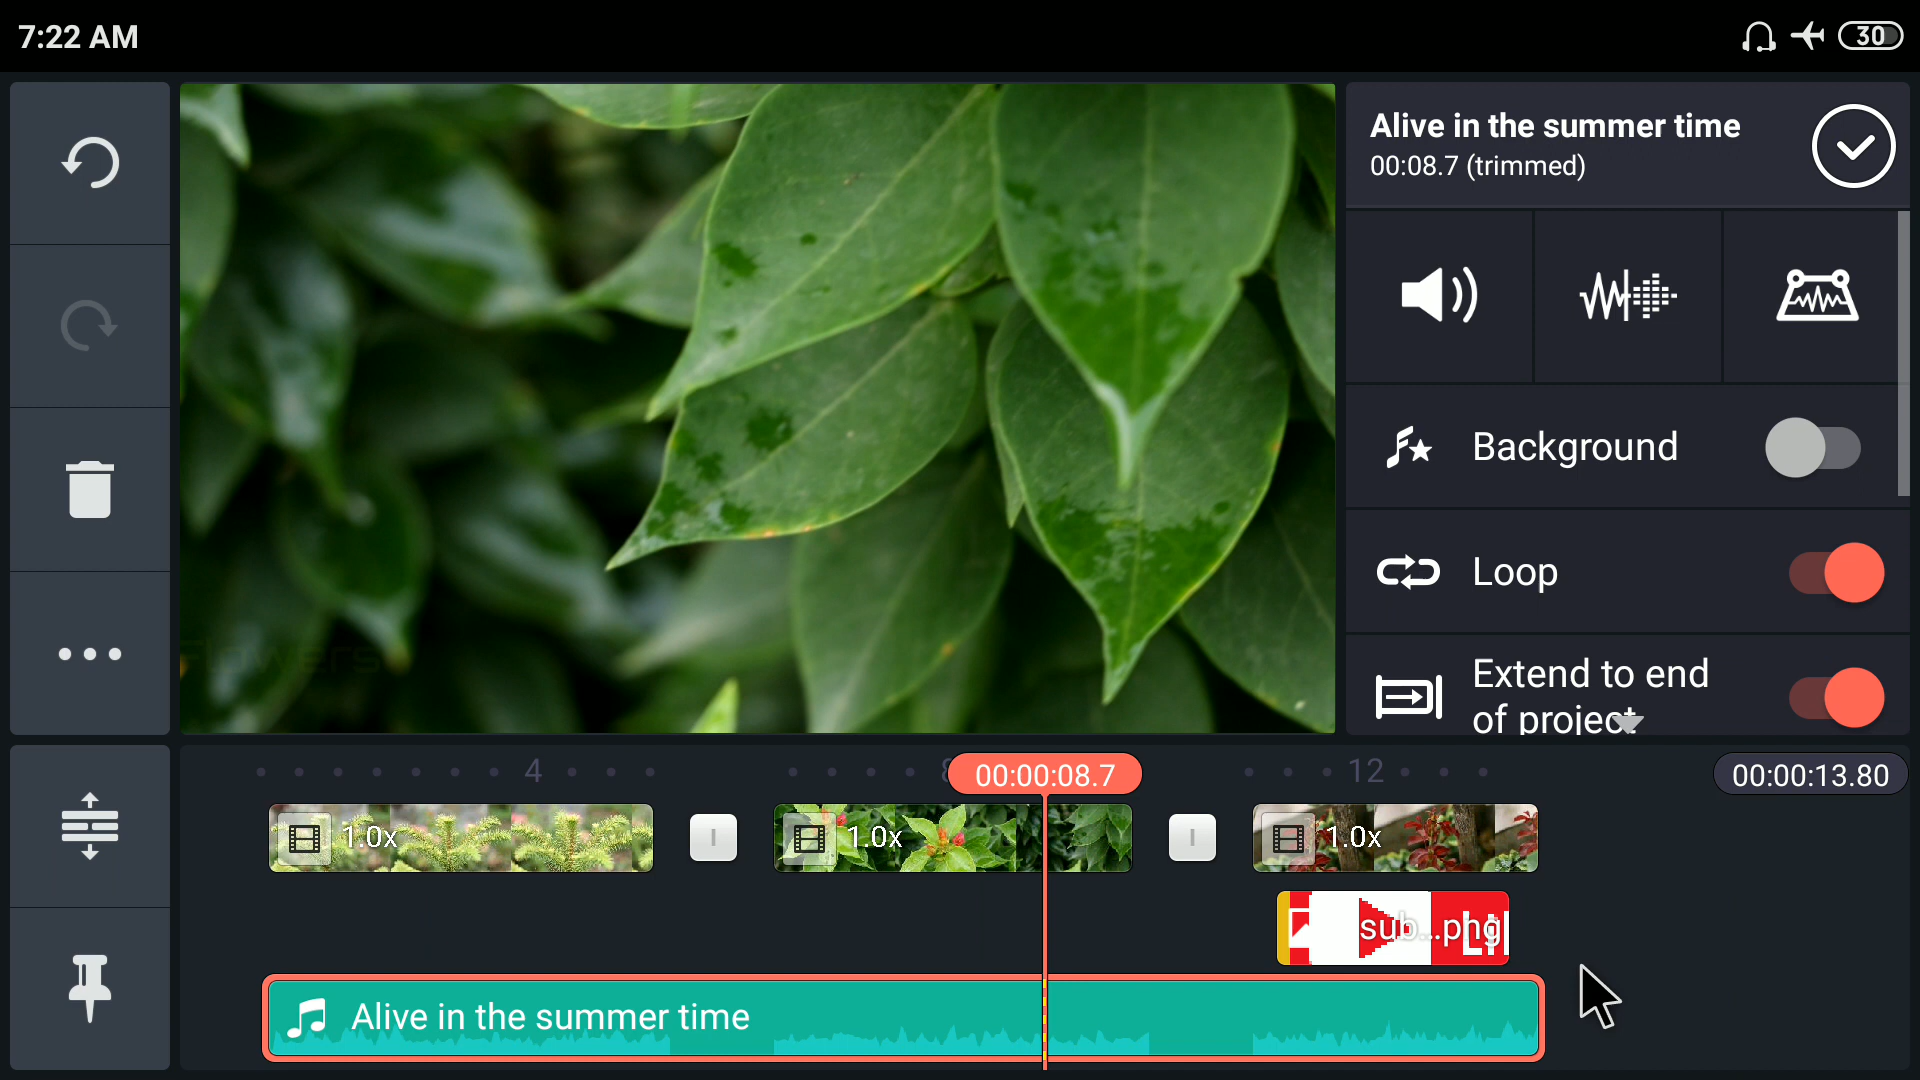 7:22 AM
30
Alive in the summer time
00:08.7 (trimmed)
Background
Loop
Extend to end
of project
Flowers
4
8
00:00:08.7
12
00:00:13.80
1.0x
1.0x
1.0x
sub...png
Alive in the summer time